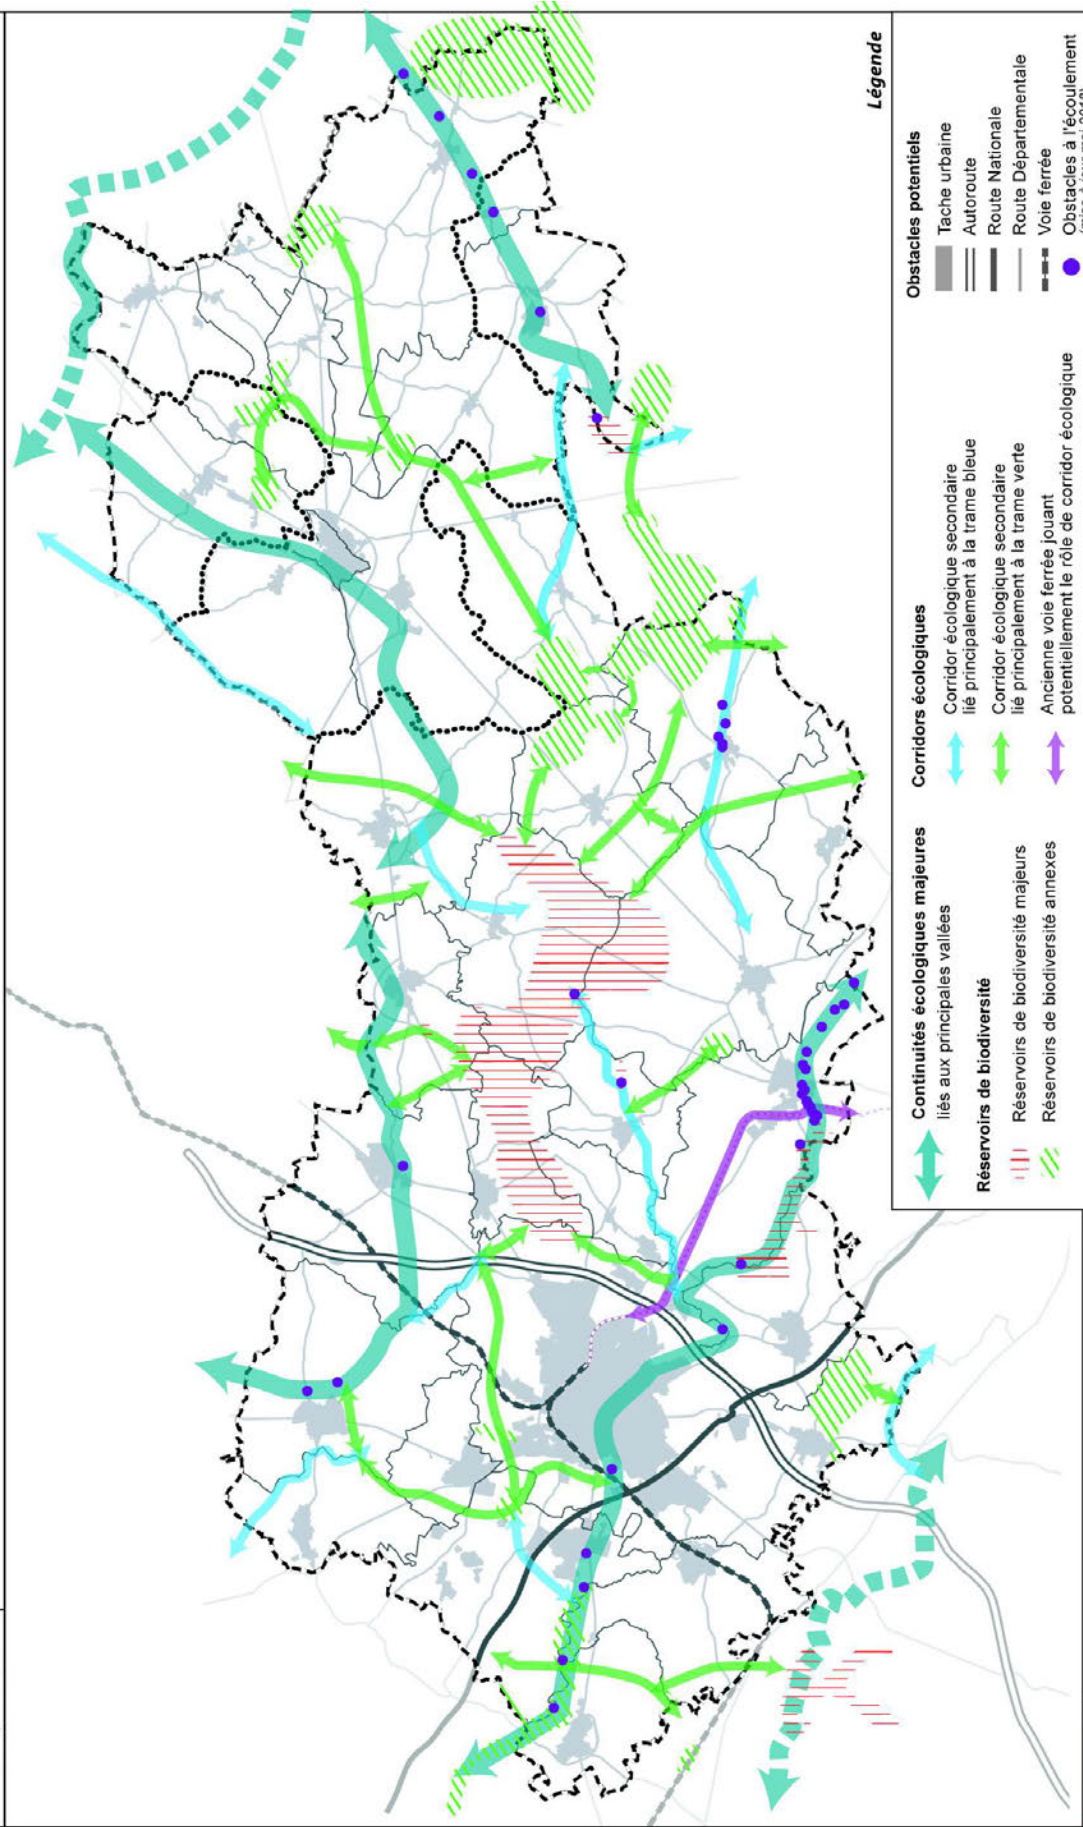 Légende
Continuités écologiques majeures
liés aux principales vallées
Réservoirs de biodiversité
Réservoirs de biodiversité majeurs
Réservoirs de biodiversité annexes
Corridors écologiques
Corridor écologique secondaire
lié principalement à la trame bleue
Corridor écologique secondaire
lié principalement à la trame verte
Ancienne voie ferrée jouant
potentiellement le rôle de corridor écologique
Obstacles potentiels
Tache urbaine
Autoroute
Route Nationale
Route Départementale
Voie ferrée
Obstacles à l'écoulement